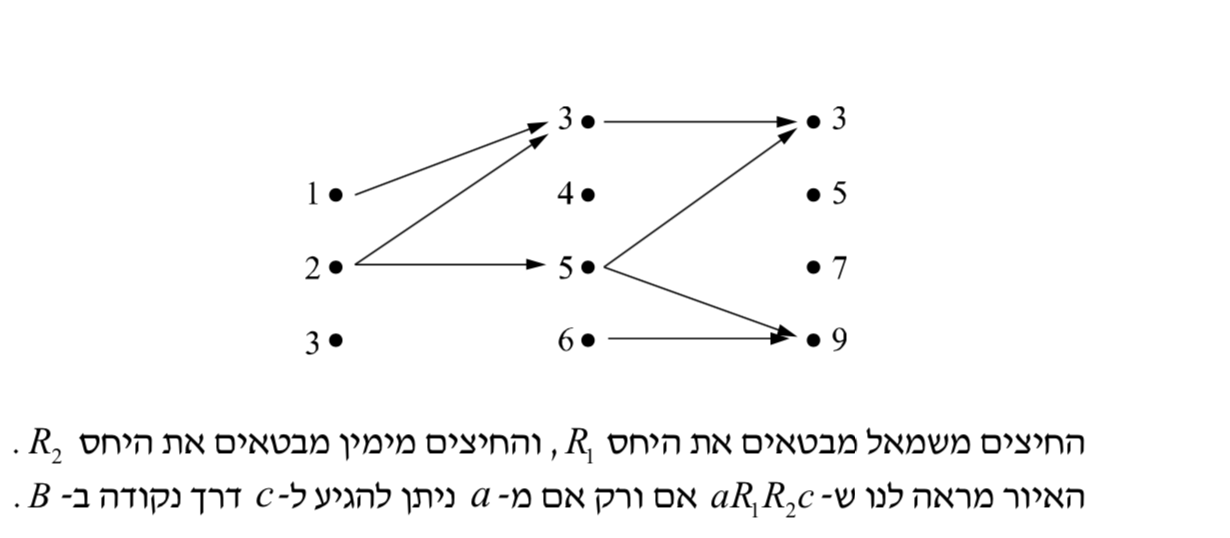 3 3
1 4 5
2 5 7
3 6 9
החיצים משמאל מבטאים את היחס R₁, והחיצים מימין מבטאים את היחס R₂.
האיור מראה לנו ש- aR₁R₂c אם ורק אם מ- a ניתן להגיע ל- c דרך נקודה ב- B.